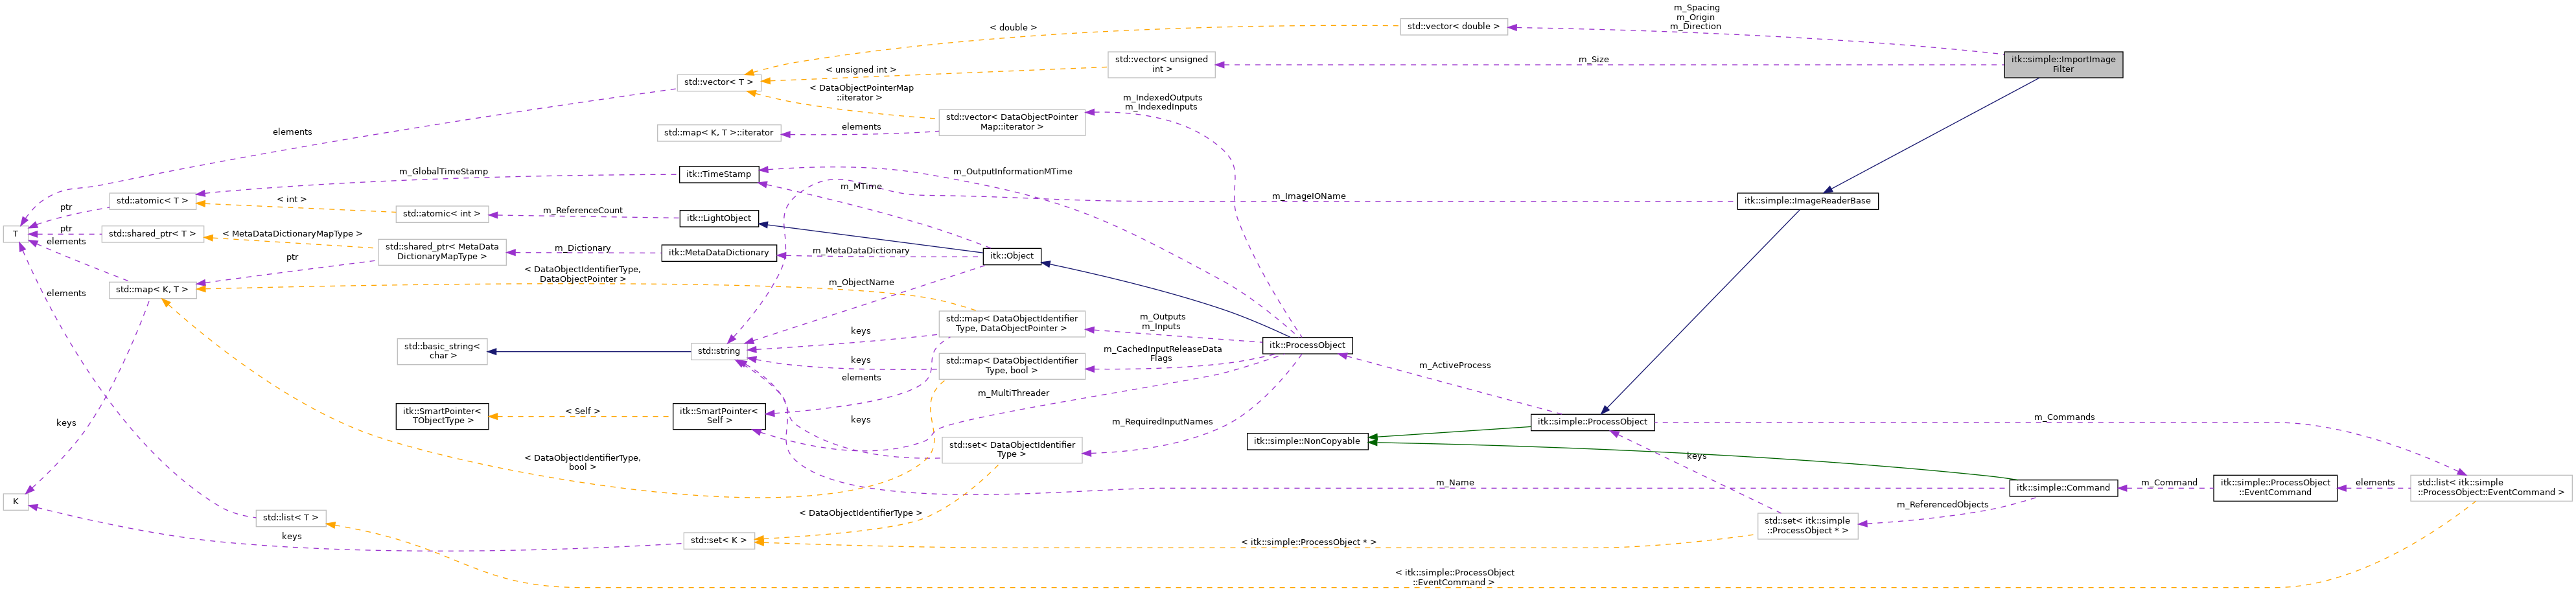 m_Spacing
m_Origin
m_Direction
< double >
std::vector< double >
itk::simple::ImportImage
Filter
std::vector< unsigned
int >
m_Size
< unsigned int >
std::vector< T >
< DataObjectPointerMap
::iterator >
m_IndexedOutputs
m_IndexedInputs
std::vector< DataObjectPointer
Map::iterator >
elements
std::map< K, T >::iterator
elements
m_GlobalTimeStamp
itk::TimeStamp
m_OutputInformationMTime
m_MTime
m_ImageIOName
itk::simple::ImageReaderBase
std::atomic< T >
< int >
std::atomic< int >
m_ReferenceCount
itk::LightObject
ptr
ptr
T
std::shared_ptr< T >
< MetaDataDictionaryMapType >
elements
std::shared_ptr< MetaData
DictionaryMapType >
m_Dictionary
itk::MetaDataDictionary
m_MetaDataDictionary
itk::Object
ptr
< DataObjectIdentifierType,
DataObjectPointer >
m_ObjectName
std::map< K, T >
elements
std::map< DataObjectIdentifier
Type, DataObjectPointer >
m_Outputs
m_Inputs
keys
std::basic_string<
char >
std::string
itk::ProcessObject
m_CachedInputReleaseData
Flags
keys
std::map< DataObjectIdentifier
Type, bool >
m_ActiveProcess
elements
m_MultiThreader
itk::SmartPointer<
TObjectType >
< Self >
itk::SmartPointer<
Self >
keys
m_RequiredInputNames
itk::simple::ProcessObject
m_Commands
keys
itk::simple::NonCopyable
std::set< DataObjectIdentifier
Type >
keys
< DataObjectIdentifierType,
bool >
m_Name
itk::simple::Command
m_Command
itk::simple::ProcessObject
::EventCommand
elements
std::list< itk::simple
::ProcessObject::EventCommand >
K
m_ReferencedObjects
< DataObjectIdentifierType >
std::list< T >
std::set< itk::simple
::ProcessObject * >
keys
std::set< K >
< itk::simple::ProcessObject * >
< itk::simple::ProcessObject
::EventCommand >